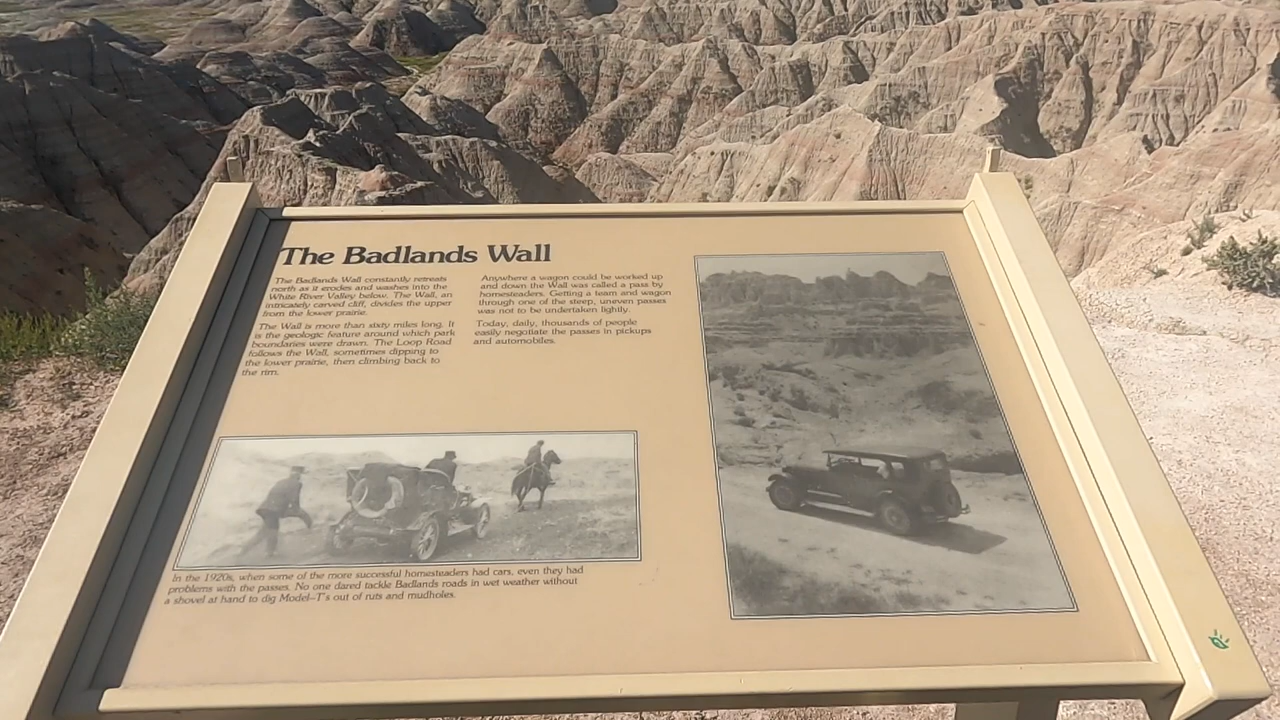 The Badlands Wall
The Badlands Wall constantly retreats
north as it erodes and washes into the
White River Valley below. The Wall, an
intricately carved cliff, divides the upper
from the lower prairie.
The Wall is more than sixty miles long. It
is the geologic feature around which park
boundaries were drawn. The Loop Road
follows the Wall, sometimes dipping to
the lower prairie, then climbing back to
the rim.
Anywhere a wagon could be worked up
and down the Wall was called a pass by
homesteaders. Getting a team and wagon
through one of the steep, uneven passes
was not to be undertaken lightly.
Today, daily, thousands of people
easily negotiate the passes in pickups
and automobiles.
In the 1920s, when some of the more successful homesteaders had cars, even they had
problems with the passes. No one dared tackle Badlands roads in wet weather without
a shovel at hand to dig Model–T's out of ruts and mudholes.